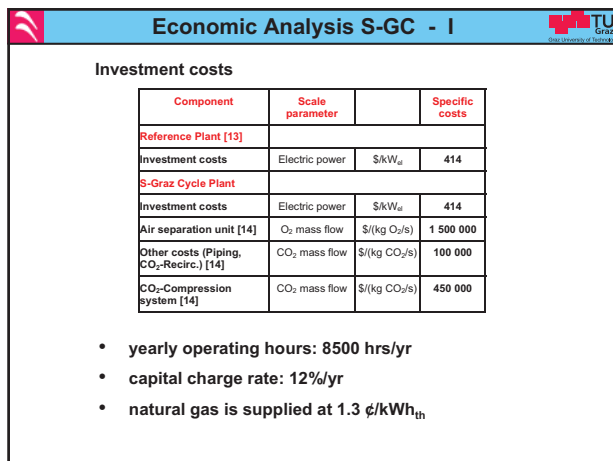 Economic Analysis S-GC - I
TU
Graz
Graz University of Technology
Investment costs
Component Scale parameter Specific costs
Reference Plant [13]
Investment costs Electric power $/kWel 414
S-Graz Cycle Plant
Investment costs Electric power $/kWel 414
Air separation unit [14] O2 mass flow $/(kg O2/s) 1 500 000
Other costs (Piping, CO2-Recirc.) [14] CO2 mass flow $/(kg CO2/s) 100 000
CO2-Compression system [14] CO2 mass flow $/(kg CO2/s) 450 000
• yearly operating hours: 8500 hrs/yr
• capital charge rate: 12%/yr
• natural gas is supplied at 1.3 ¢/kWhth